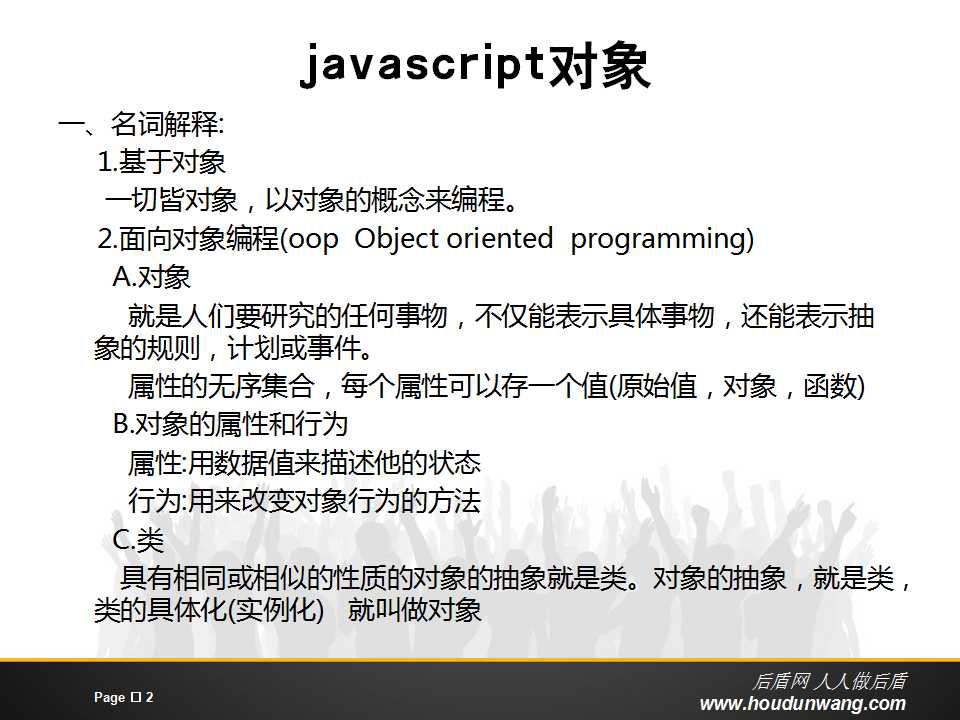 javascript对象
一、名词解释:
1.基于对象
一切皆对象，以对象的概念来编程。
2.面向对象编程(oop Object oriented programming)
A.对象
就是人们要研究的任何事物，不仅能表示具体事物，还能表示抽
象的规则，计划或事件。
属性的无序集合，每个属性可以存一个值(原始值，对象，函数)
B.对象的属性和行为
属性:用数据值来描述他的状态
行为:用来改变对象行为的方法
C.类
具有相同或相似的性质的对象的抽象就是类。对象的抽象，就是类，
类的具体化(实例化) 就叫做对象
后盾网 人人做后盾
Page 2
www.houdunwang.com